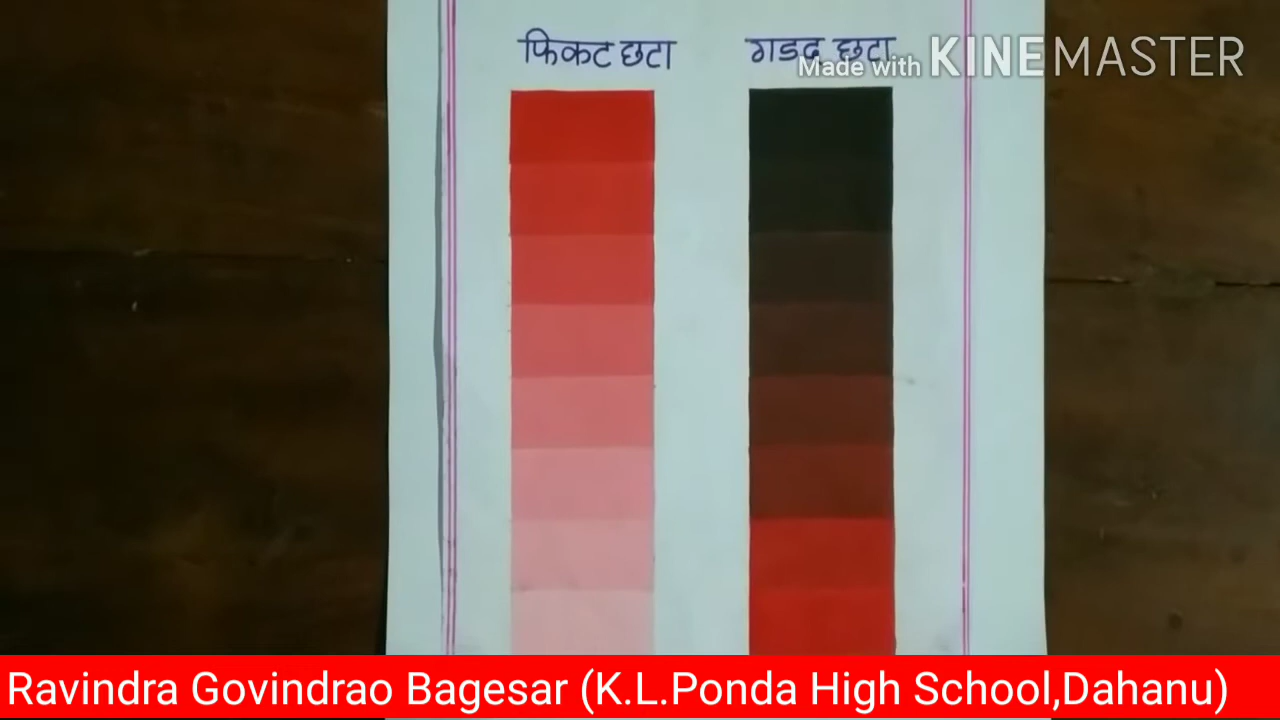 फिकट छटा
गडद छटा
Made with KINEMASTER
Ravindra Govindrao Bagesar (K.L.Ponda High School,Dahanu)